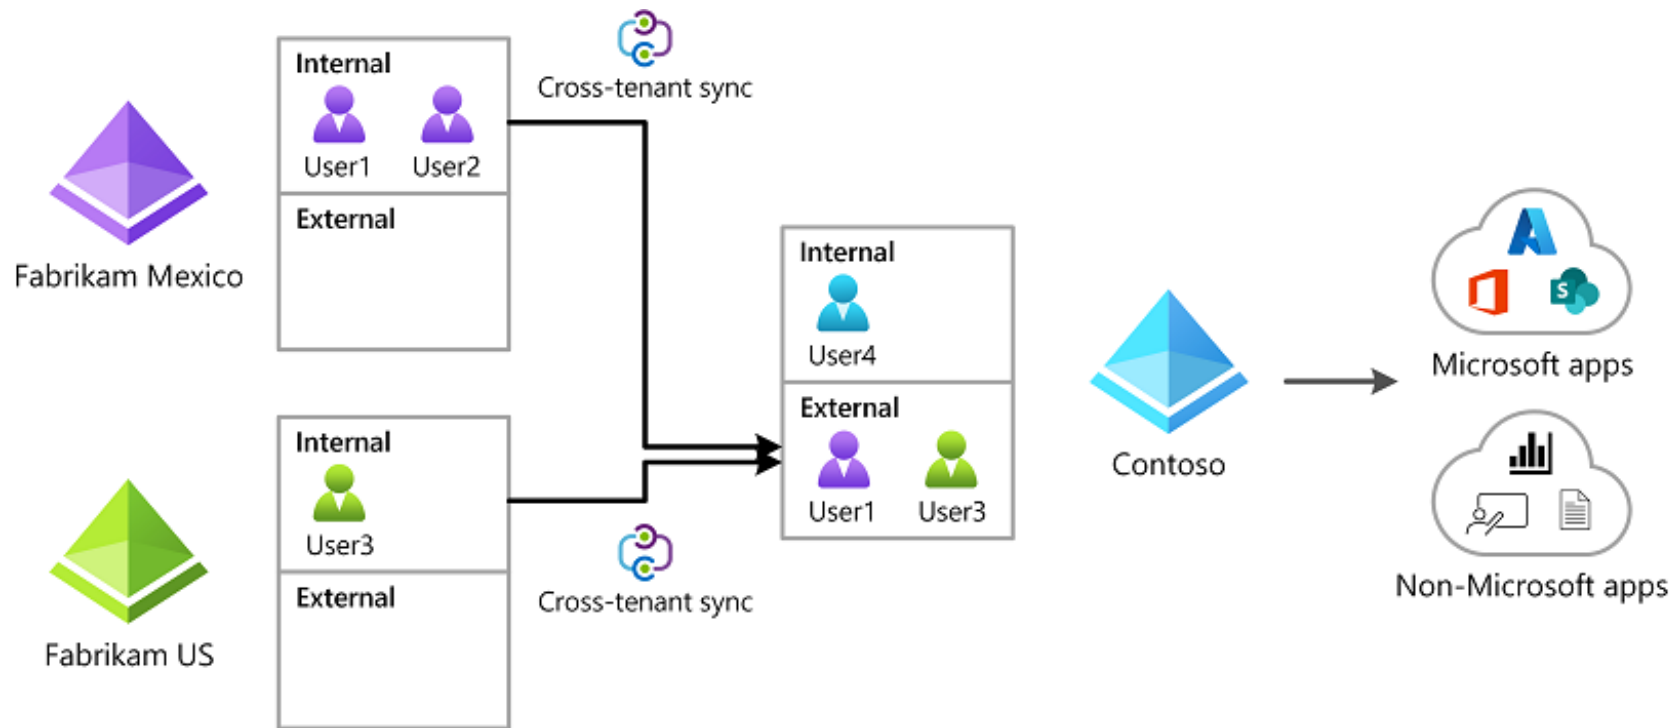 Internal
User1
User2
External
Fabrikam Mexico
Cross-tenant sync
Internal
User3
External
Fabrikam US
Cross-tenant sync
Internal
User4
External
User1
User3
Contoso
S
Microsoft apps
Non-Microsoft apps